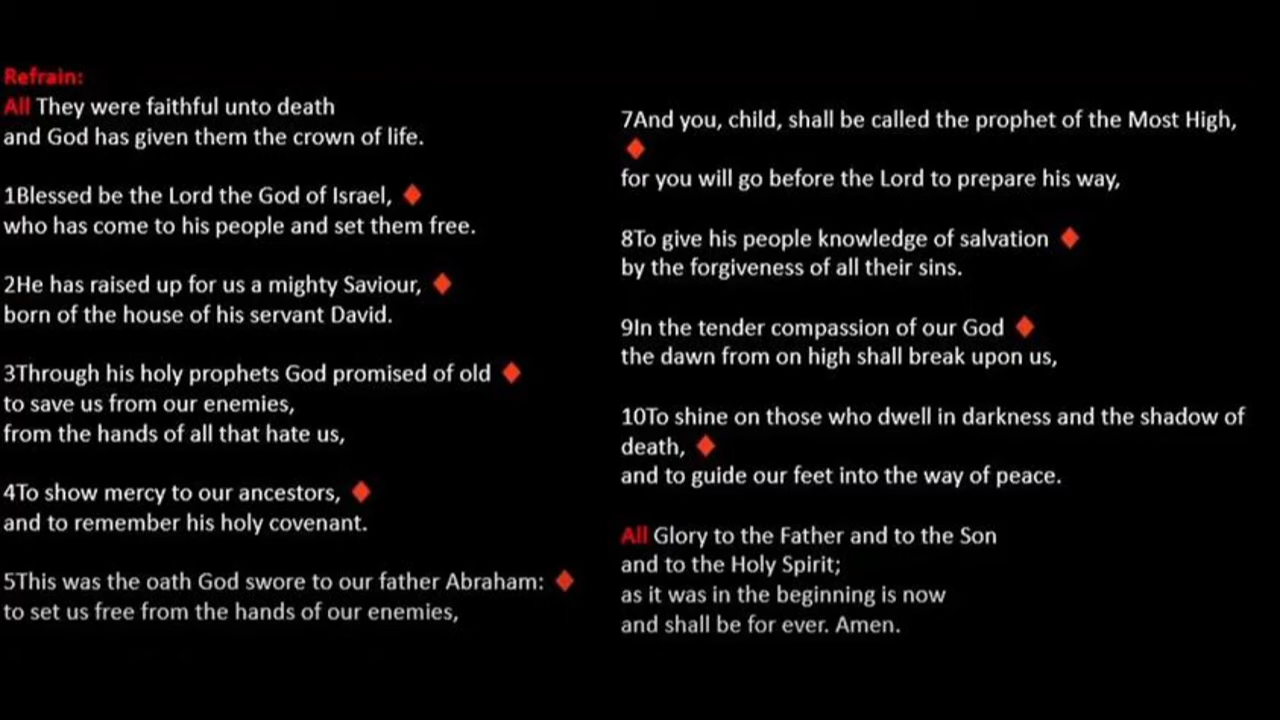 Refrain:
All They were faithful unto death
and God has given them the crown of life.
1Blessed be the Lord the God of Israel, ♦
who has come to his people and set them free.
2He has raised up for us a mighty Saviour, ♦
born of the house of his servant David.
3Through his holy prophets God promised of old ♦
to save us from our enemies,
from the hands of all that hate us,
4To show mercy to our ancestors, ♦
and to remember his holy covenant.
5This was the oath God swore to our father Abraham: ♦
to set us free from the hands of our enemies,
7And you, child, shall be called the prophet of the Most High,
♦
for you will go before the Lord to prepare his way,
8To give his people knowledge of salvation ♦
by the forgiveness of all their sins.
9In the tender compassion of our God ♦
the dawn from on high shall break upon us,
10To shine on those who dwell in darkness and the shadow of
death, ♦
and to guide our feet into the way of peace.
All Glory to the Father and to the Son
and to the Holy Spirit;
as it was in the beginning is now
and shall be for ever. Amen.